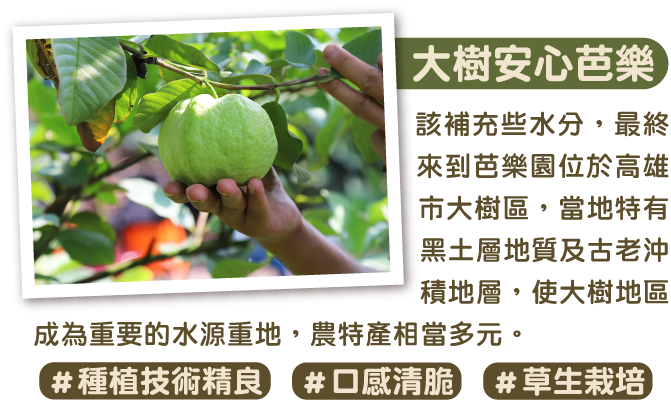 大樹安心芭樂
該補充些水分，最終
來到芭樂園位於高雄
市大樹區，當地特有
黑土層地質及古老沖
積地層，使大樹地區
成為重要的水源重地，農特產相當多元。
#種植技術精良 #口感清脆 #草生栽培